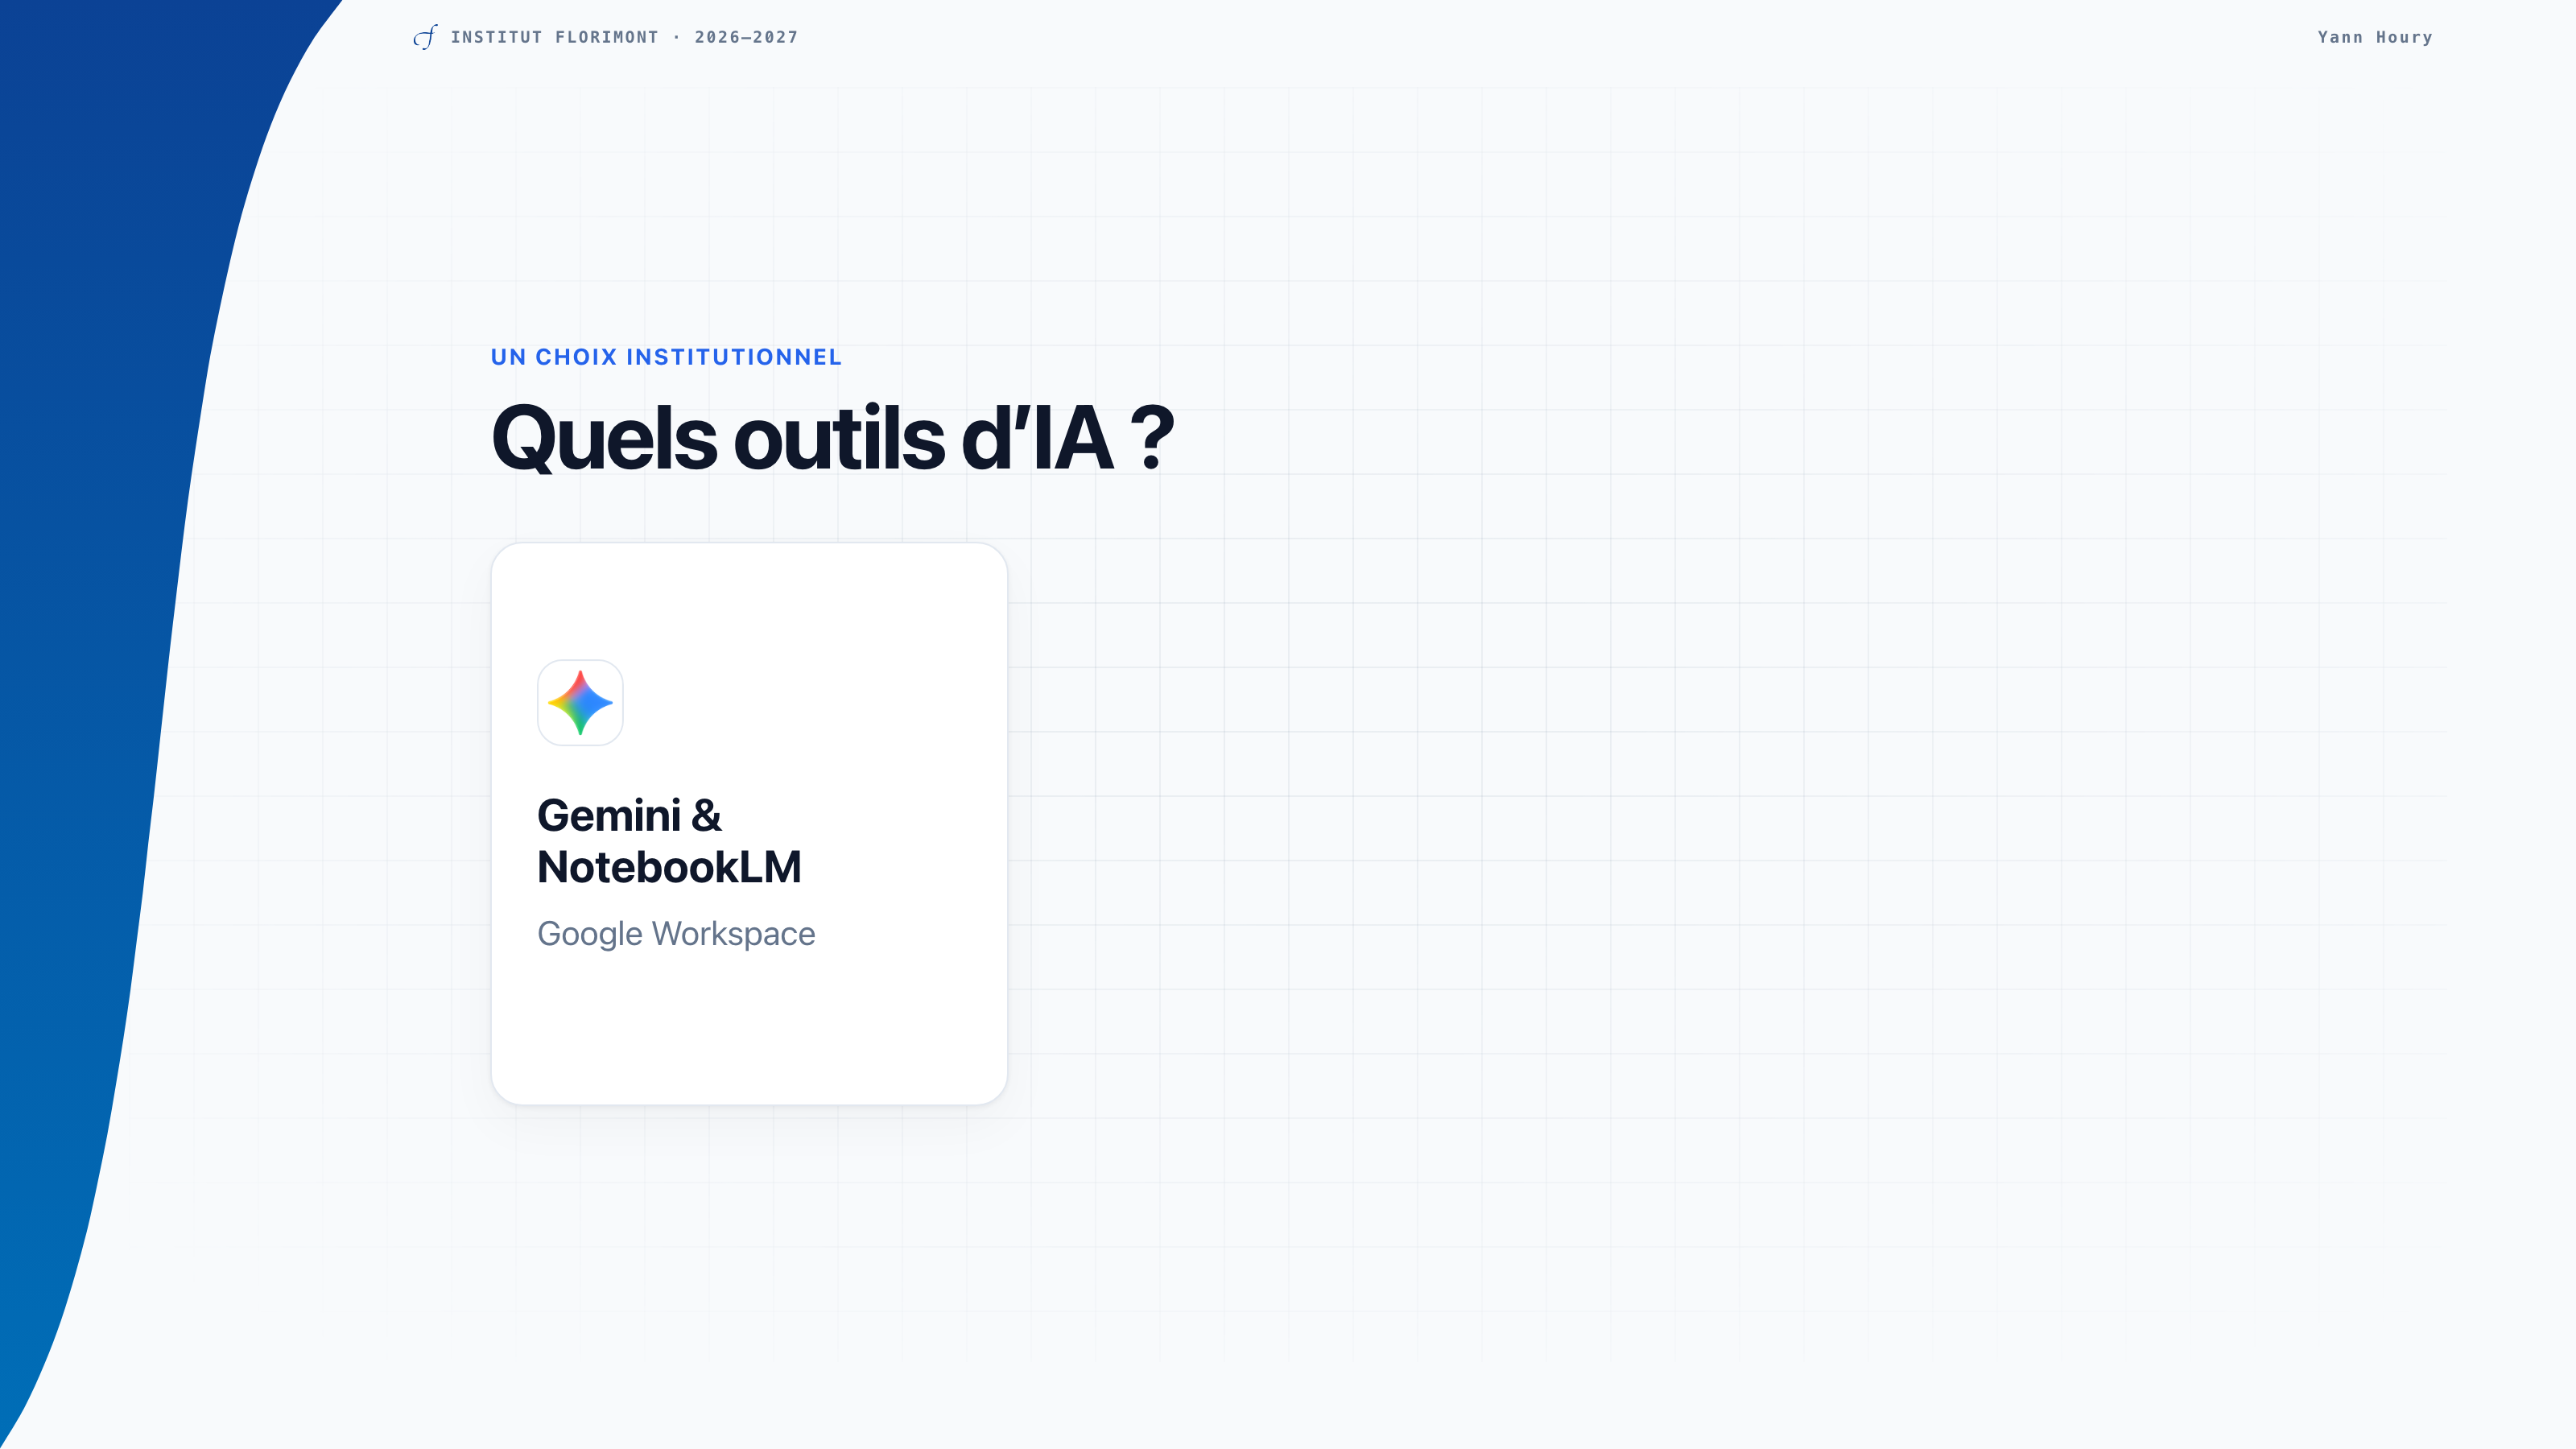 INSTITUT FLORIMONT · 2026–2027
Yann Houry
UN CHOIX INSTITUTIONNEL
Quels outils d’IA ?
Gemini &
NotebookLM
Google Workspace